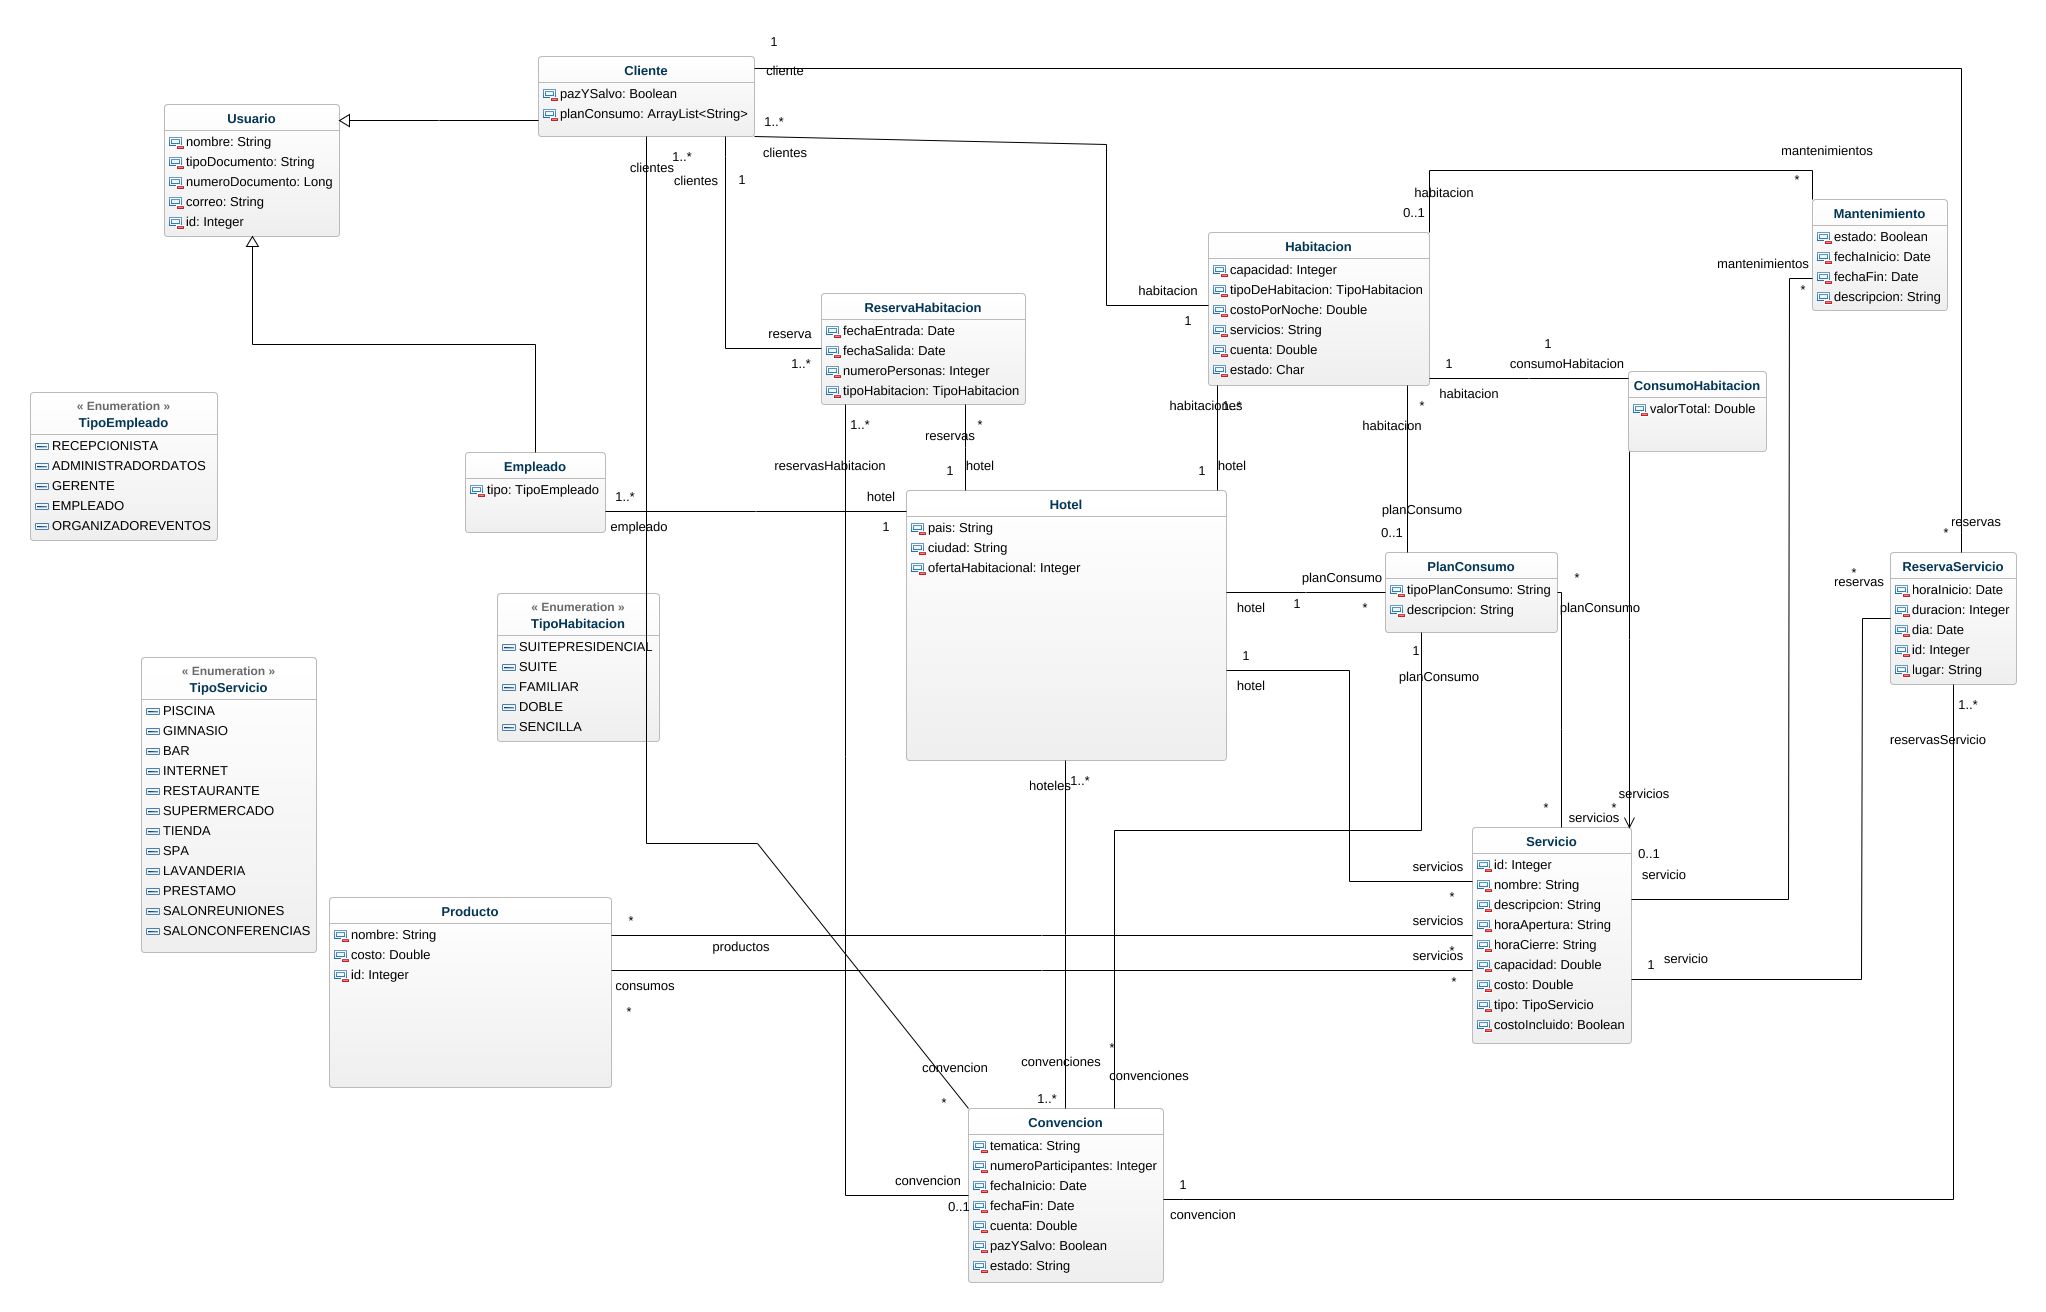 1
Cliente
cliente
pazYSalvo: Boolean
planConsumo: ArrayList<String>
1..*
clientes
1..*
clientes
clientes
1
Usuario
nombre: String
tipoDocumento: String
numeroDocumento: Long
correo: String
id: Integer
mantenimientos
*
habitacion
0..1
Mantenimiento
estado: Boolean
fechaInicio: Date
fechaFin: Date
descripcion: String
mantenimientos
*
Habitacion
capacidad: Integer
tipoDeHabitacion: TipoHabitacion
costoPorNoche: Double
servicios: String
cuenta: Double
estado: Char
habitacion
1
ReservaHabitacion
fechaEntrada: Date
fechaSalida: Date
numeroPersonas: Integer
tipoHabitacion: TipoHabitacion
reserva
1..*
1
consumoHabitacion
1
habitacion
ConsumoHabitacion
valorTotal: Double
habitaciones
1..*
*
habitacion
« Enumeration »
TipoEmpleado
RECEPCIONISTA
ADMINISTRADORDATOS
GERENTE
EMPLEADO
ORGANIZADOREVENTOS
1..*
reservasHabitacion
*
reservas
1
hotel
1
hotel
Empleado
tipo: TipoEmpleado
1..*
empleado
hotel
1
Hotel
pais: String
ciudad: String
ofertaHabitacional: Integer
planConsumo
0..1
reservas
*
PlanConsumo
tipoPlanConsumo: String
descripcion: String
planConsumo
*
hotel
1
*
planConsumo
*
reservas
ReservaServicio
horaInicio: Date
duracion: Integer
dia: Date
id: Integer
lugar: String
« Enumeration »
TipoHabitacion
SUITEPRESIDENCIAL
SUITE
FAMILIAR
DOBLE
SENCILLA
1
hotel
1
planConsumo
« Enumeration »
TipoServicio
PISCINA
GIMNASIO
BAR
INTERNET
RESTAURANTE
SUPERMERCADO
TIENDA
SPA
LAVANDERIA
PRESTAMO
SALONREUNIONES
SALONCONFERENCIAS
1..*
reservasServicio
hoteles
1..*
*
servicios
*
servicios
Servicio
id: Integer
nombre: String
descripcion: String
horaApertura: String
horaCierre: String
capacidad: Double
costo: Double
tipo: TipoServicio
costoIncluido: Boolean
0..1
servicio
servicios
*
servicios
*
servicios
*
1
servicio
Producto
nombre: String
costo: Double
id: Integer
*
productos
consumos
*
convencion
*
convenciones
1..*
*
convenciones
Convencion
tematica: String
numeroParticipantes: Integer
fechaInicio: Date
fechaFin: Date
cuenta: Double
pazYSalvo: Boolean
estado: String
convencion
0..1
1
convencion